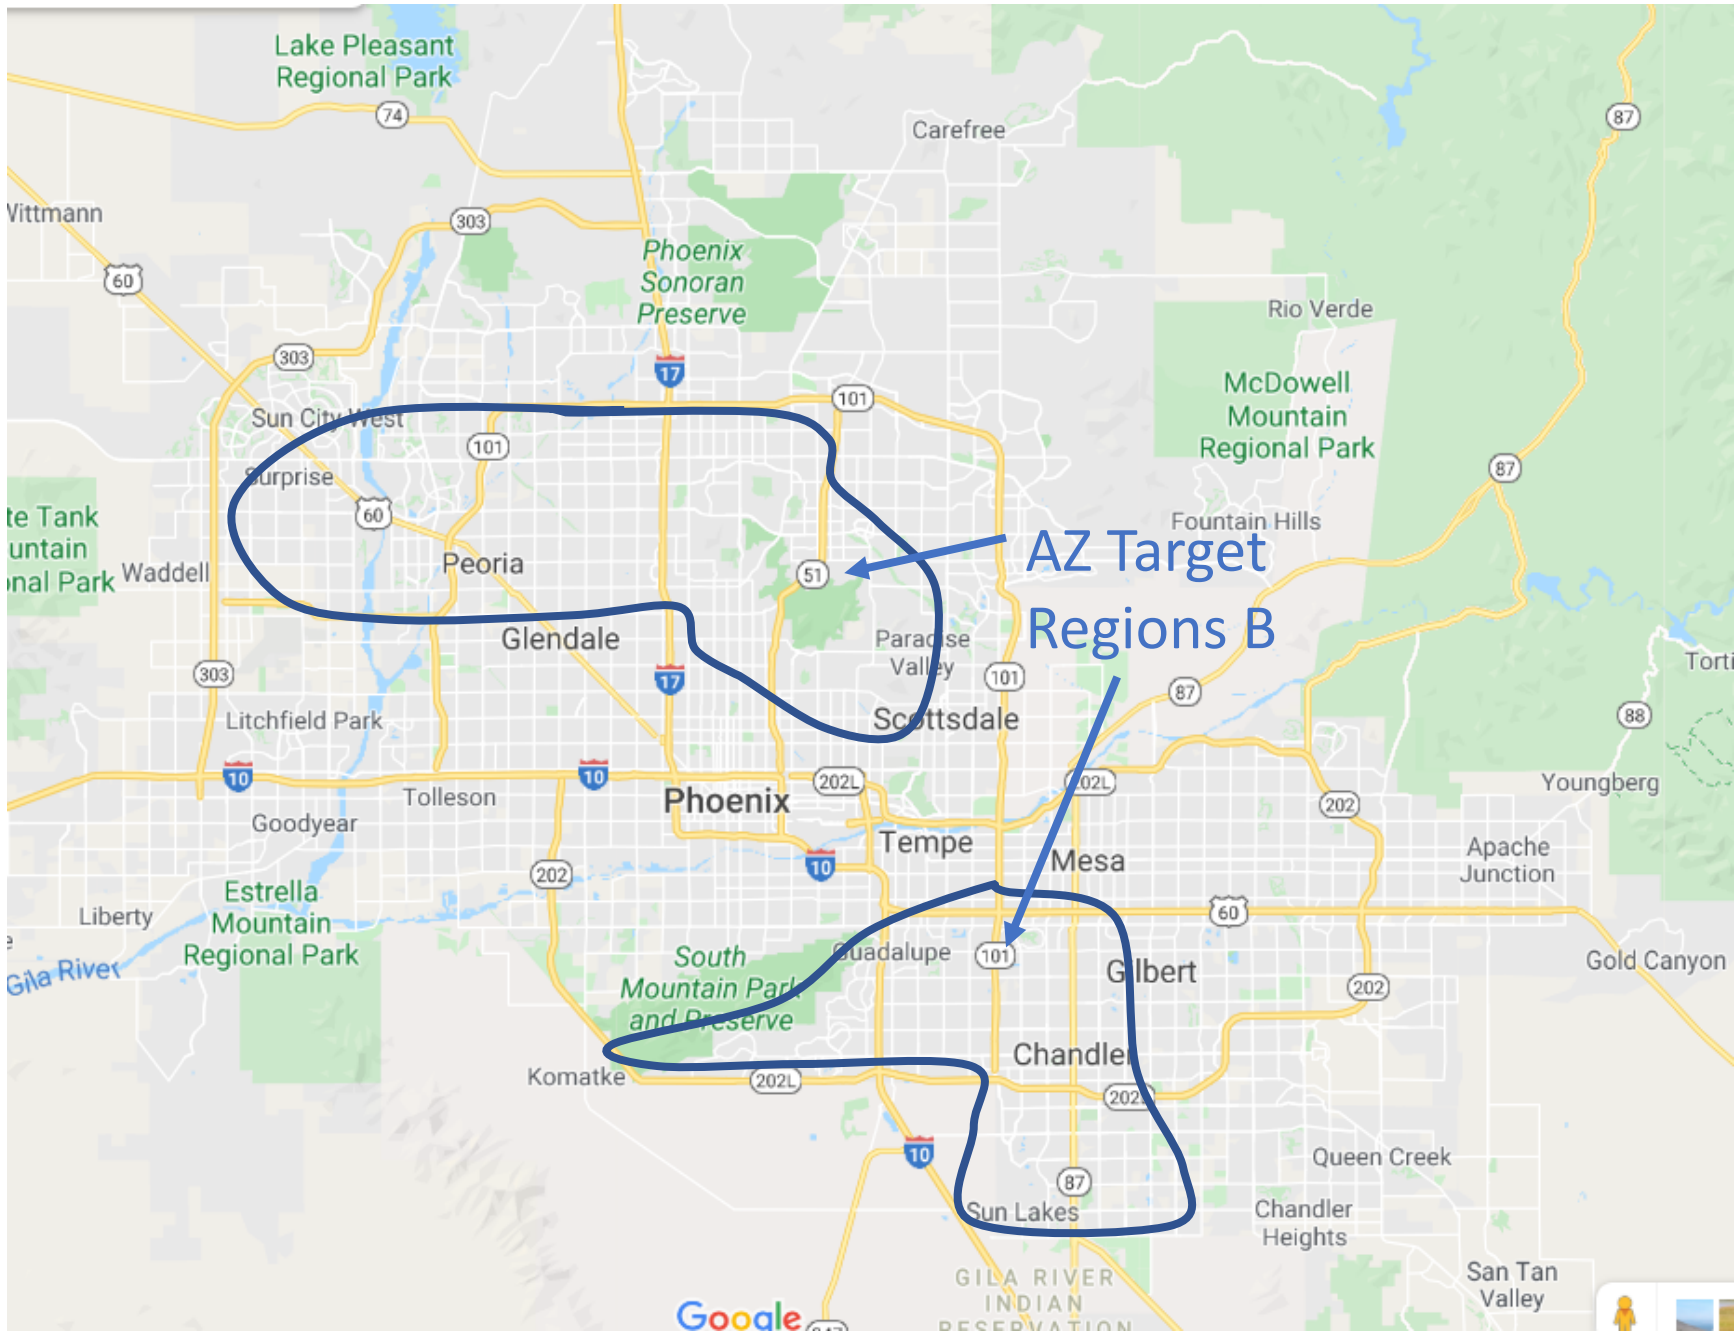 Lake Pleasant
Regional Park
74
87
Carefree
Wittmann
303
60
Phoenix
Sonoran
Preserve
Rio Verde
303
17
McDowell
Mountain
Regional Park
101
Sun City West
101
Surprise
87
60
te Tank
untain
nal Park
Waddell
Peoria
51
Fountain Hills
AZ Target
Regions B
Glendale
Paradise
Valley
303
17
101
87
Torti
88
Litchfield Park
Scottsdale
10
10
202L
202L
Youngberg
Tolleson
Phoenix
202
Goodyear
Tempe
Mesa
10
Apache
Junction
202
Estrella
Mountain
Regional Park
Liberty
60
South
Mountain Park
and Preserve
Guadalupe
101
Gilbert
Gold Canyon
Gila River
202
Chandler
Komatke
202L
202L
10
87
Queen Creek
Sun Lakes
Chandler
Heights
GILA RIVER
INDIAN
RESERVATION
San Tan
Valley
Google